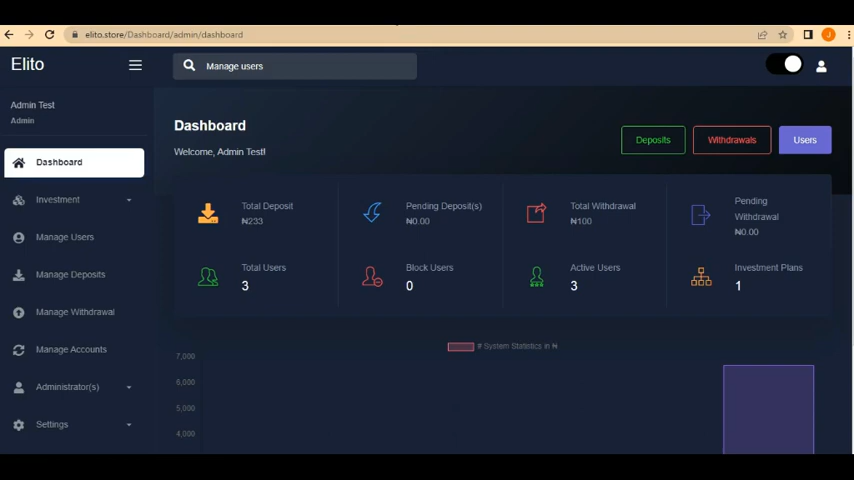 elito.store/Dashboard/admin/dashboard
J
Elito
Manage users
Admin Test
Admin
Dashboard
Investment
Manage Users
Manage Deposits
Manage Withdrawal
Manage Accounts
Administrator(s)
Settings
Dashboard
Welcome, Admin Test!
Deposits
Withdrawals
Users
Total Deposit
₦233
Pending Deposit(s)
₦0.00
Total Withdrawal
₦100
Pending
Withdrawal
₦0.00
Total Users
3
Block Users
0
Active Users
3
Investment Plans
1
# System Statistics in ₦
7,000
6,000
5,000
4,000